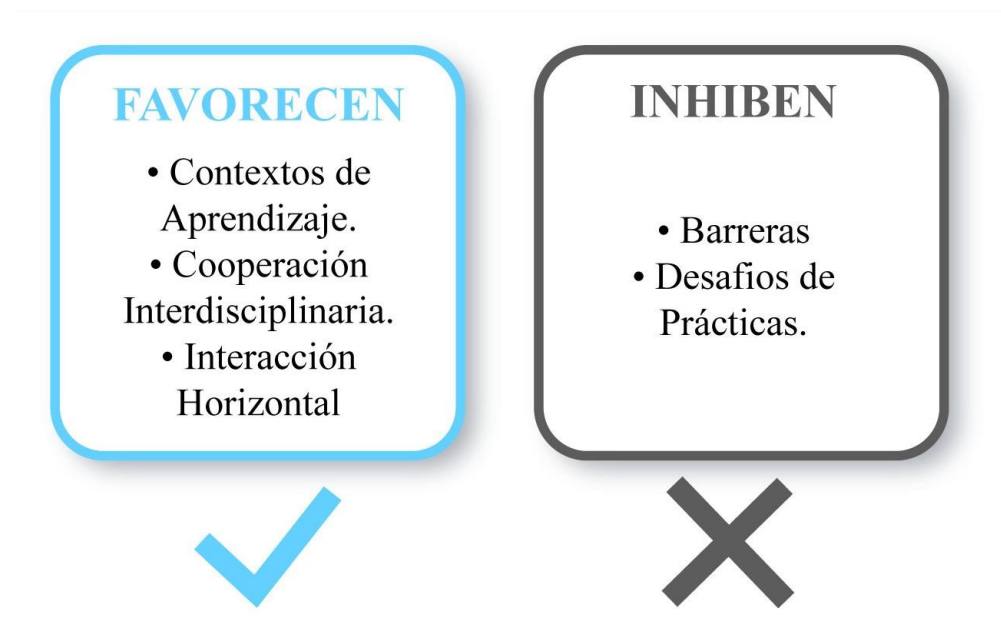 FAVORECEN
• Contextos de
Aprendizaje.
• Cooperación
Interdisciplinaria.
• Interacción
Horizontal
INHIBEN
• Barreras
• Desafios de
Prácticas.